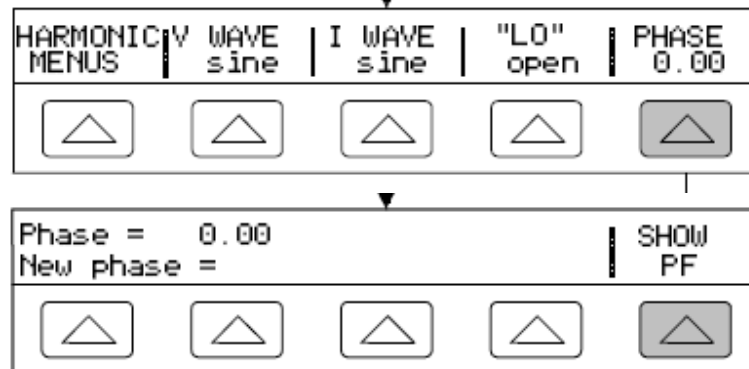 HARMONIC V WAVE I WAVE "LO" PHASE
MENUS sine sine open 0.00
Phase = 0.00 SHOW
New phase = PF